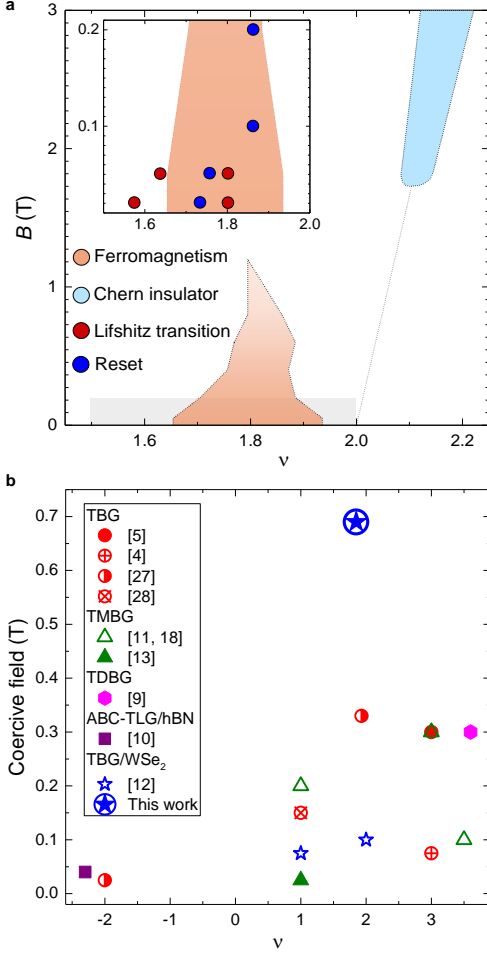 a
3
2
1
0
B (T)
0.2
0.1
1.6
1.8
2.0
Ferromagnetism
Chern insulator
Lifshitz transition
Reset
1.6
1.8
2.0
2.2
ν
b
0.7
0.6
0.5
0.4
0.3
0.2
0.1
0.0
Coercive field (T)
TBG
[5]
[4]
[27]
[28]
TMBG
[11, 18]
[13]
TDBG
[9]
ABC-TLG/hBN
[10]
TBG/WSe₂
[12]
This work
-2
-1
0
1
2
3
ν